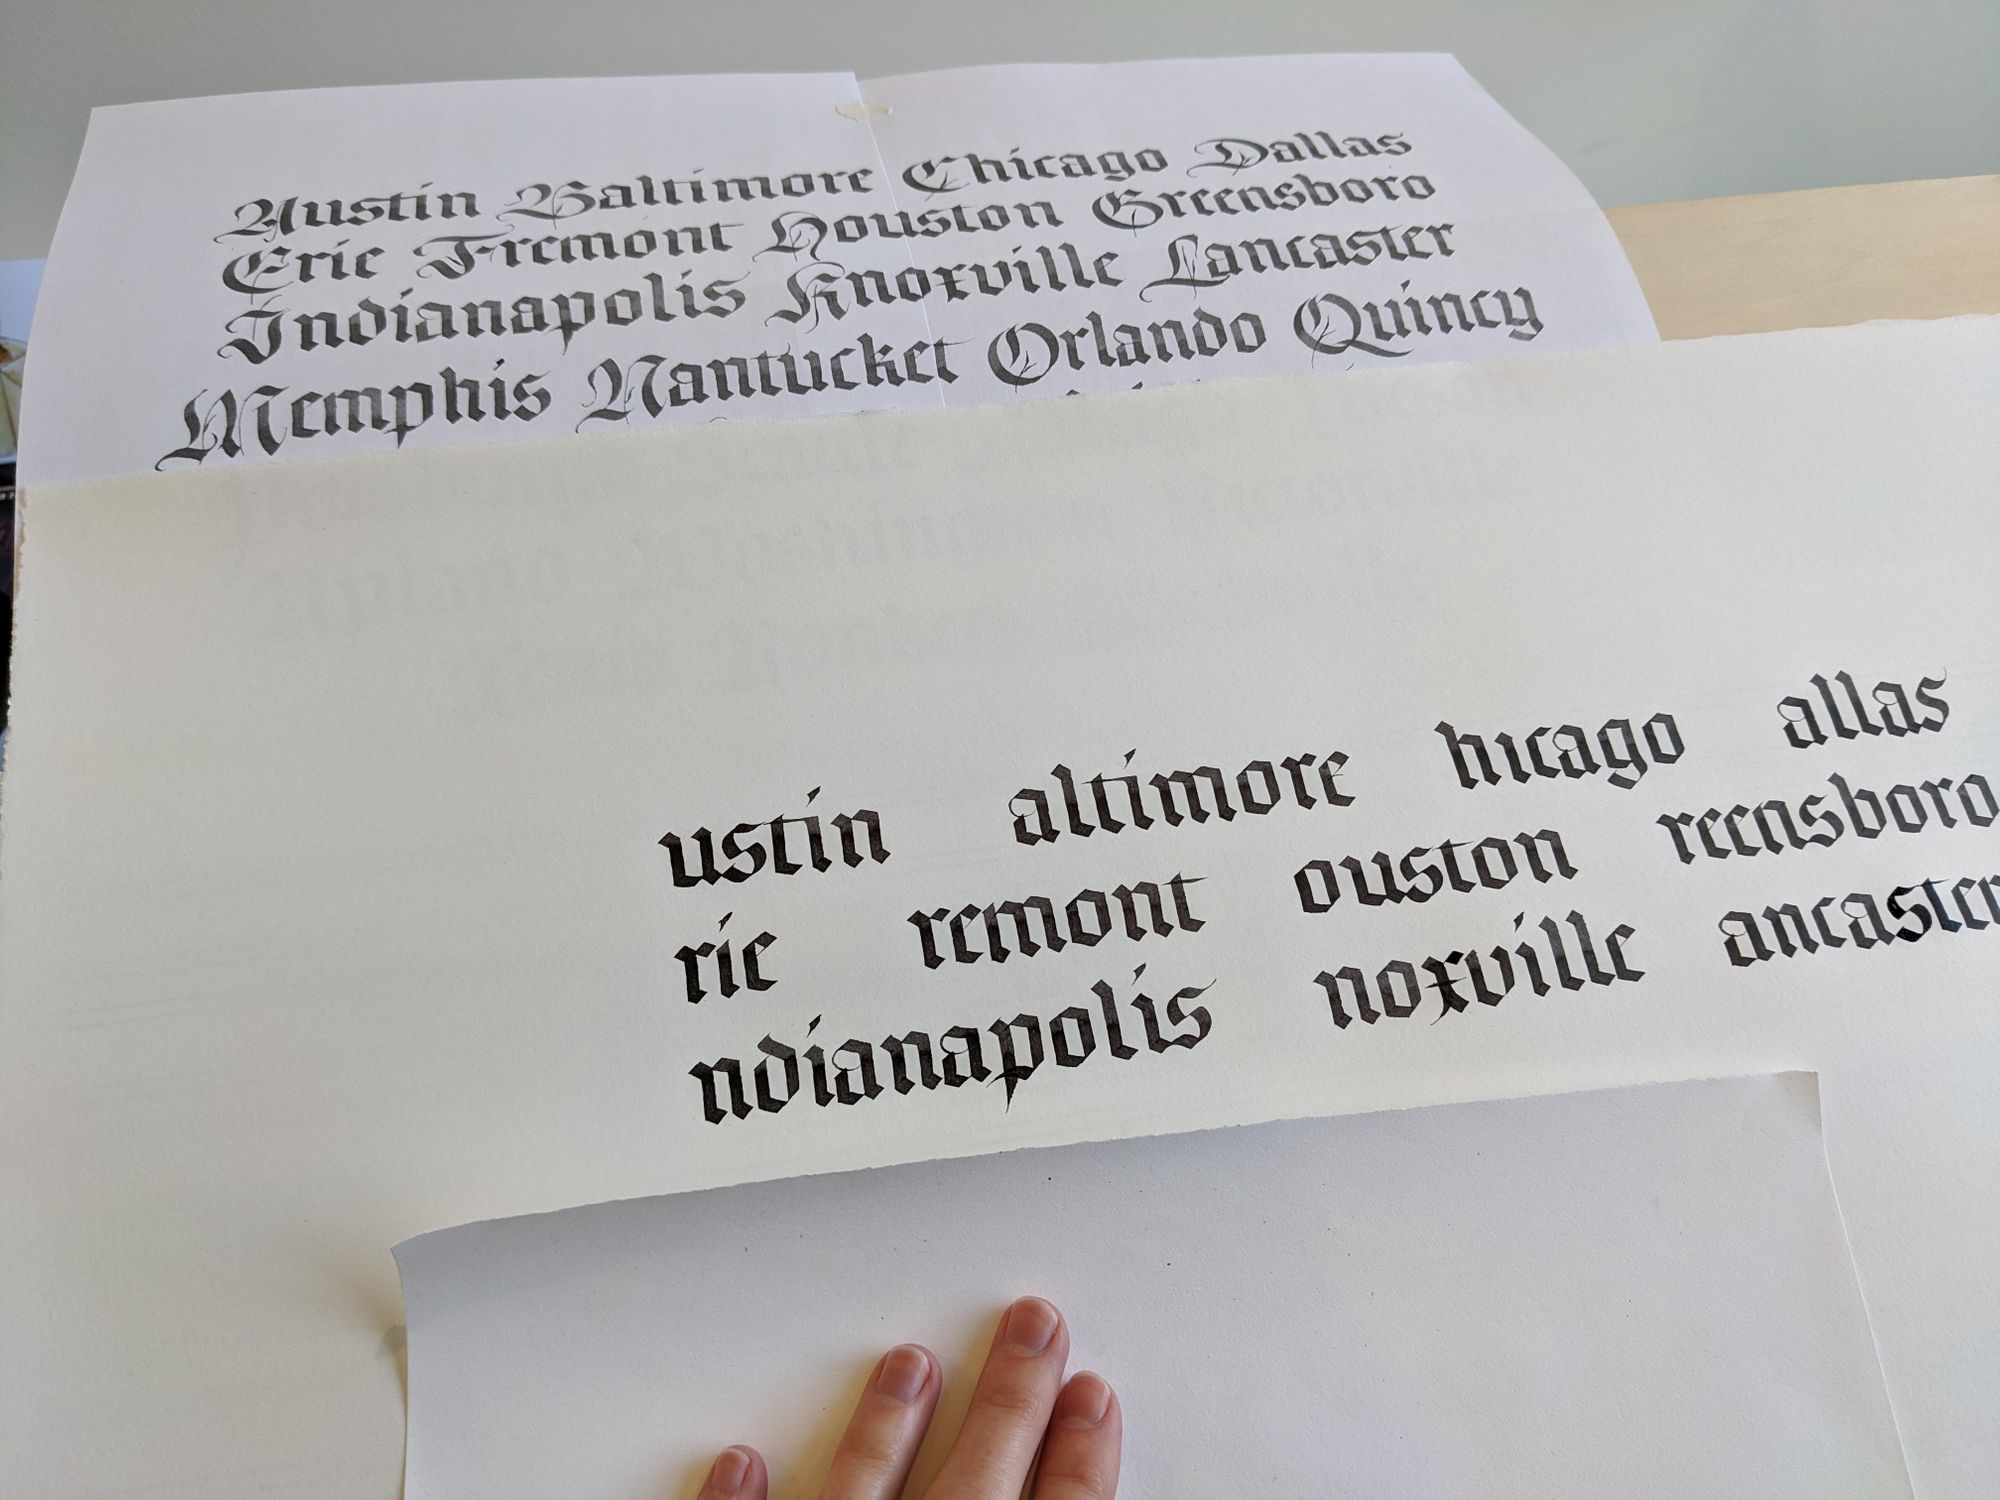 Austin Baltimore Chicago Dallas
Erie Fremont Houston Greensboro
Indianapolis Knoxville Lancaster
Memphis Nantucket Orlando Quincy
ustin altimore hicago allas
rie remont ouston reensboro
ndianapolis noxville ancaster